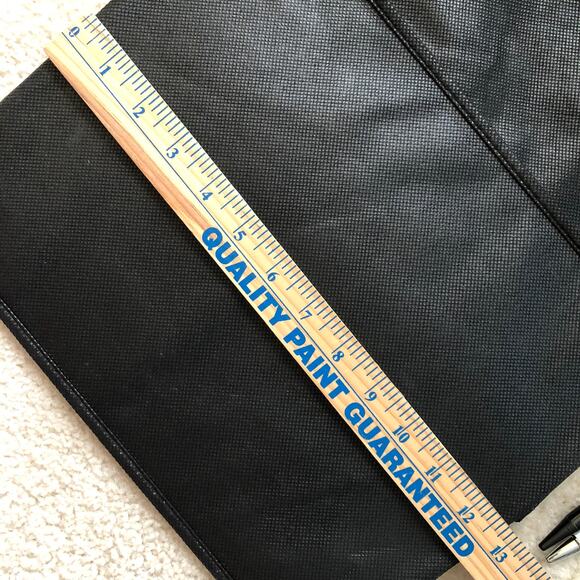 0 1 2 3 4 5 6 7 8 9 10 11 12 13
QUALITY PAINT GUARANTEED